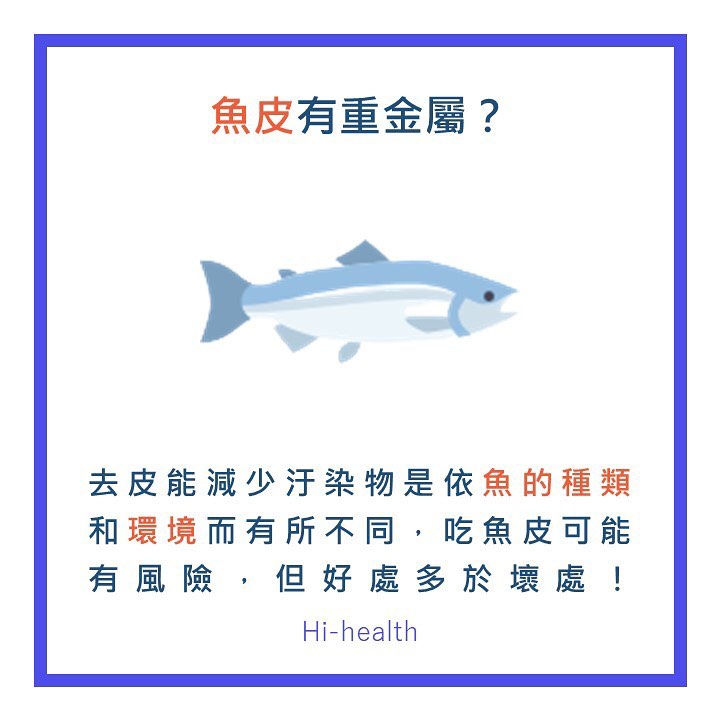 魚皮有重金屬？
去皮能減少汙染物是依魚的種類
和環境而有所不同，吃魚皮可能
有風險，但好處多於壞處！
Hi-health